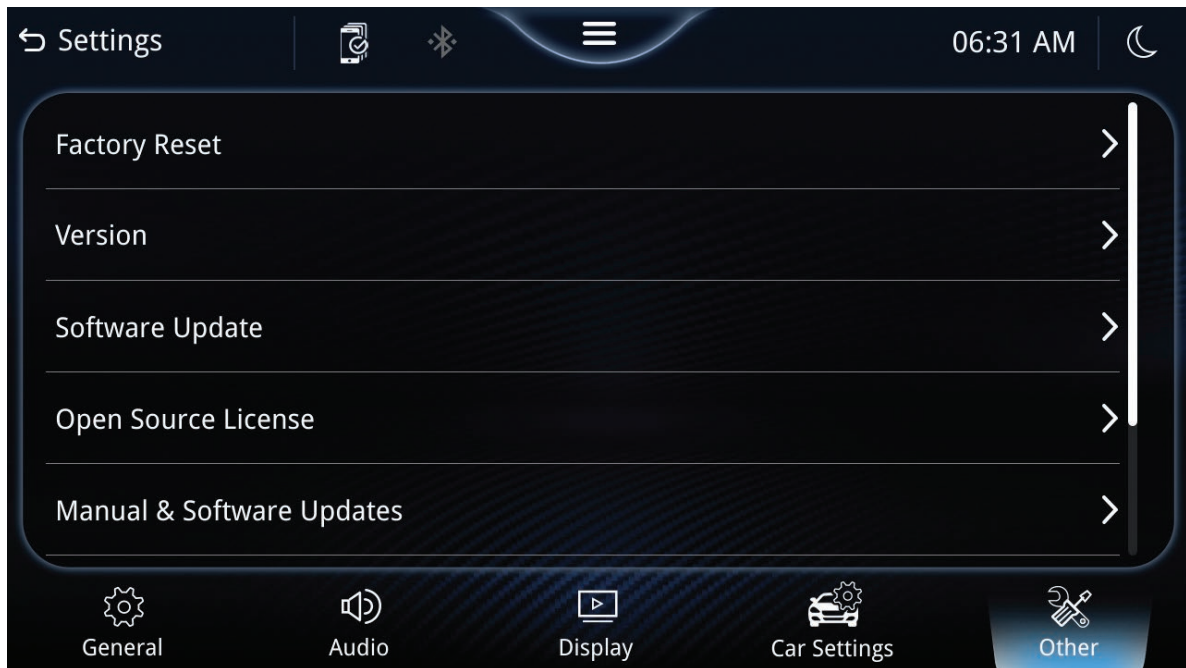 Settings
06:31 AM
Factory Reset
Version
Software Update
Open Source License
Manual & Software Updates
General
Audio
Display
Car Settings
Other